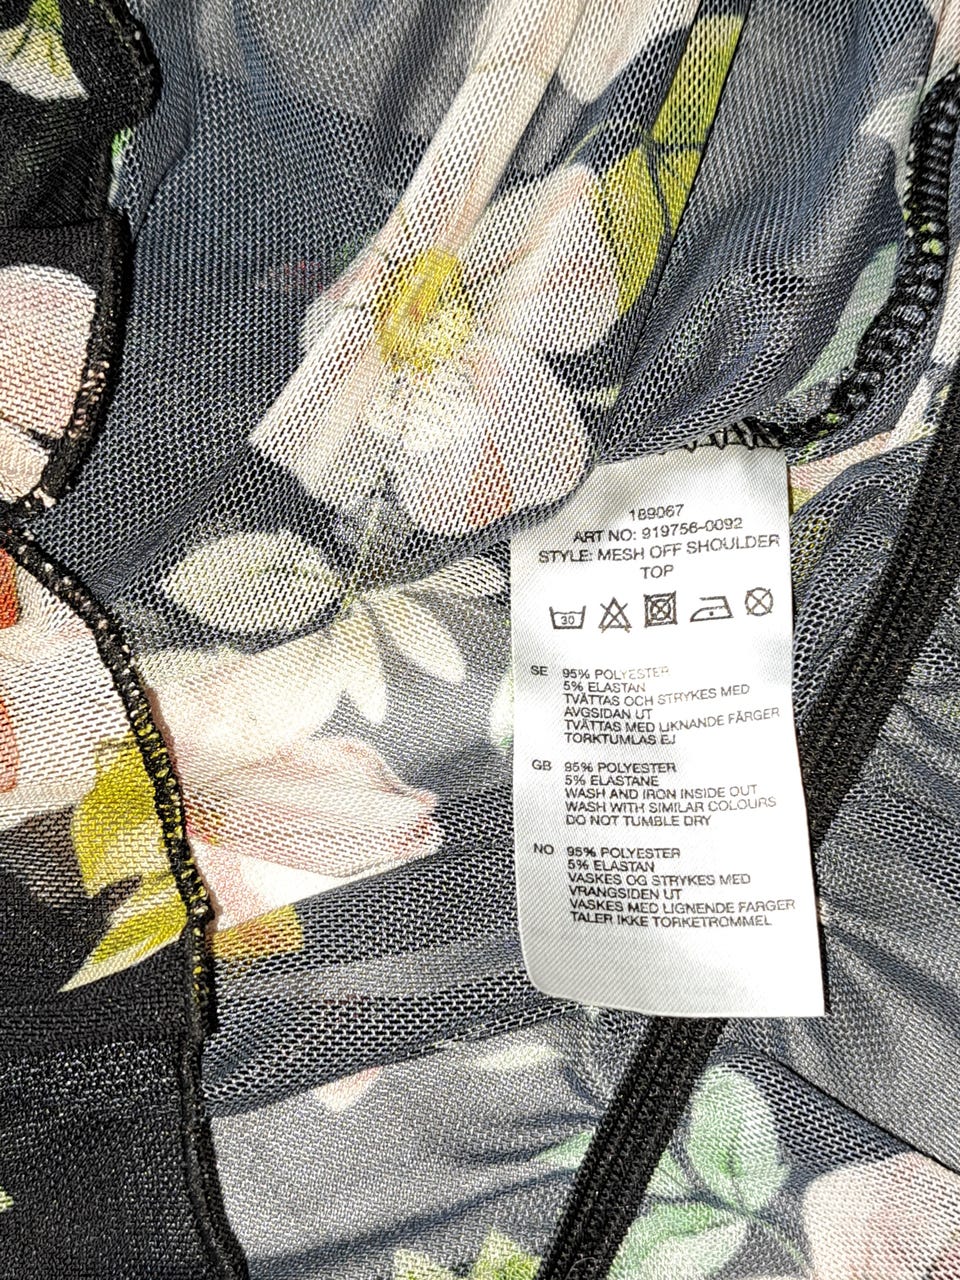 189067
ART NO: 919756-0092
STYLE: MESH OFF SHOULDER
TOP
30
SE 95% POLYESTER
5% ELASTAN
TVÄTTAS OCH STRYKES MED
AVGSIDAN UT
TVÄTTAS MED LIKNANDE FÄRGER
TORKTUMLAS EJ
GB 95% POLYESTER
5% ELASTANE
WASH AND IRON INSIDE OUT
WASH WITH SIMILAR COLOURS
DO NOT TUMBLE DRY
NO 95% POLYESTER
5% ELASTAN
VASKES OG STRYKES MED
VRANGSIDEN UT
VASKES MED LIGNENDE FARGER
TALER IKKE TORKETROMMEL